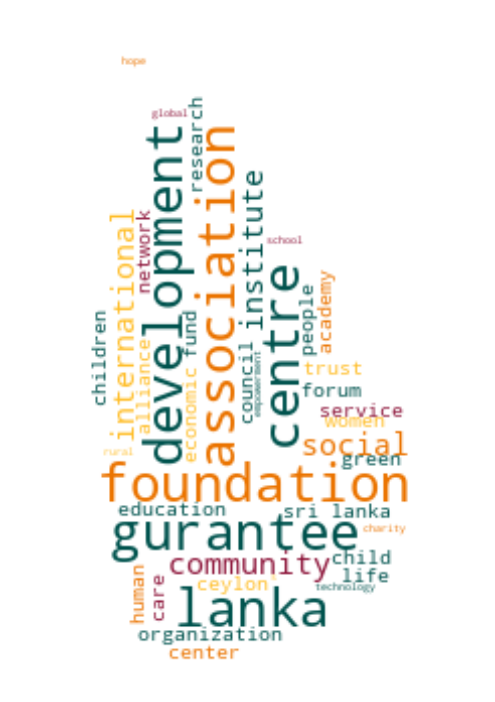 hope
global
research
development
association
institute
network
international
school
centre
people
academy
children
fund
alliance
economic
council
empowerment
trust
forum
service
women
social
green
rural
foundation
education
sri lanka
gurantee
charity
community
child
life
ceylon
technology
human
care
lanka
organization
center